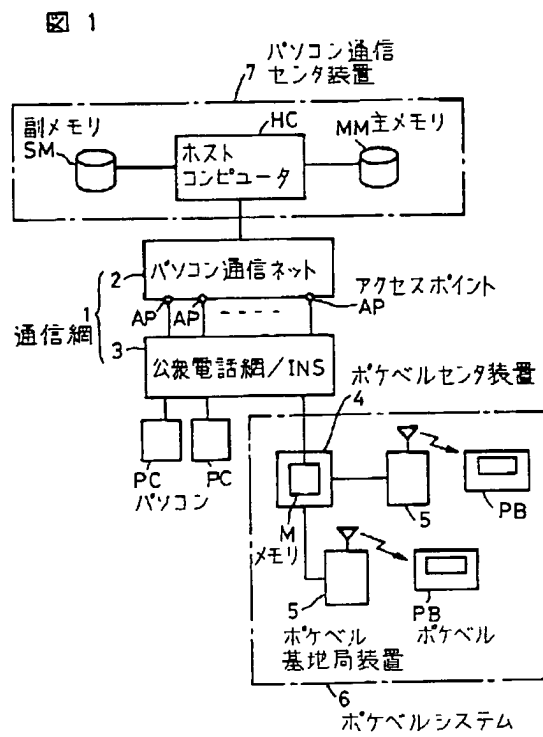 図 1
パソコン通信
センタ装置
7
副メモリ
SM
HC
ホスト
コンピュータ
MM主メモリ
2
パソコン通信ネット
アクセスポイント
AP
AP
AP
通信網
1
3
公衆電話網/INS
ポケベルセンタ装置
4
PC
PC
パソコン
M
メモリ
5
PB
5
ポケベル
基地局装置
PB
ポケベル
6
ポケベルシステム